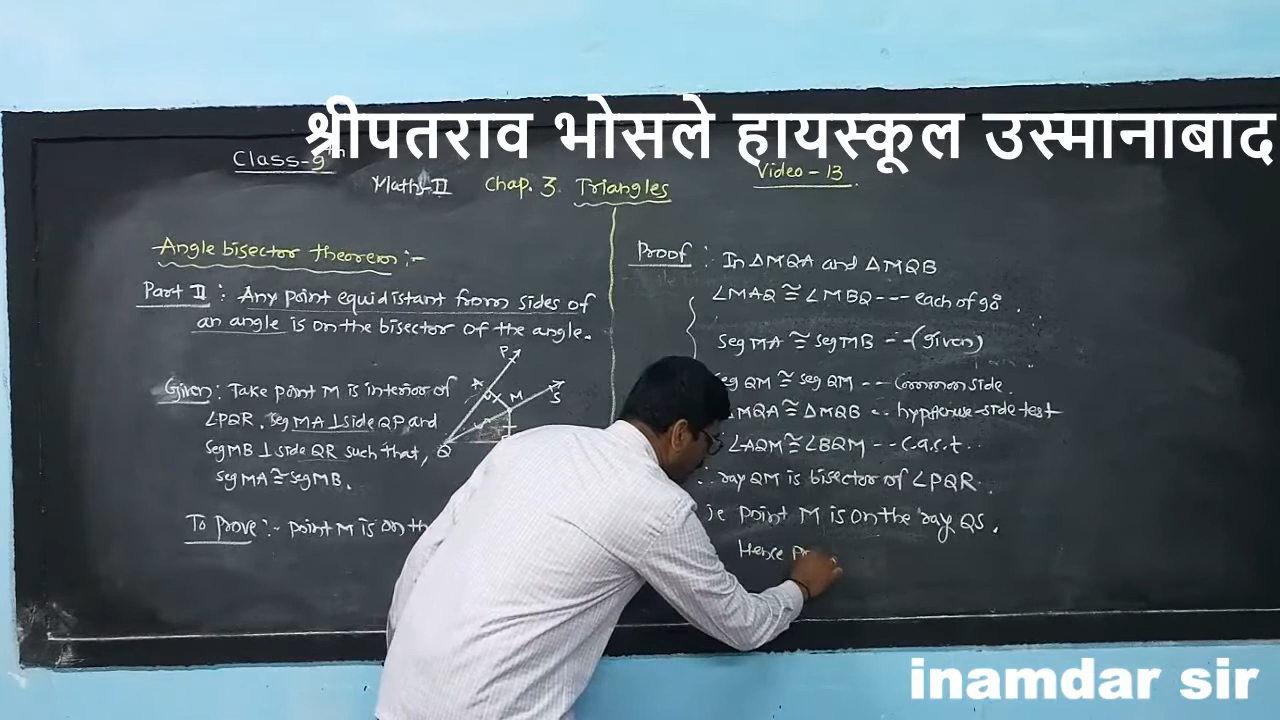 श्रीपतराव भोसले हायस्कूल उस्मानाबाद
Class-9th
Maths-II Chap. 3. Triangles
Video-13
Angle bisector theorem :-
Part II : Any point equidistant from sides of
an angle is on the bisector of the angle.
Given : Take point M is interior of
∠PQR. seg MA ⊥ side QP and
seg MB ⊥ side QR such that,
seg MA ≅ seg MB.
To prove :- point M is on the
P
A
M
S
Q
Proof : In ΔMQA and ΔMQB
∠MAQ ≅ ∠MBQ --- each of 90°.
seg MA ≅ seg MB --- (given)
seg QM ≅ seg QM --- Common side.
ΔMQA ≅ ΔMQB -- hypotenuse-side test
∠AQM ≅ ∠BQM -- c.a.c.t..
∴ ray QM is bisector of ∠PQR.
ie point M is on the ray QS.
Hence
inamdar sir